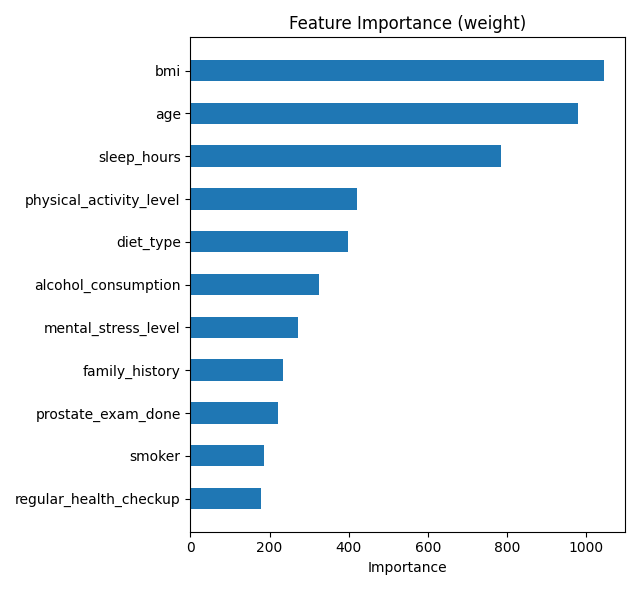 Feature Importance (weight)
bmi
age
sleep_hours
physical_activity_level
diet_type
alcohol_consumption
mental_stress_level
family_history
prostate_exam_done
smoker
regular_health_checkup
0 200 400 600 800 1000
Importance